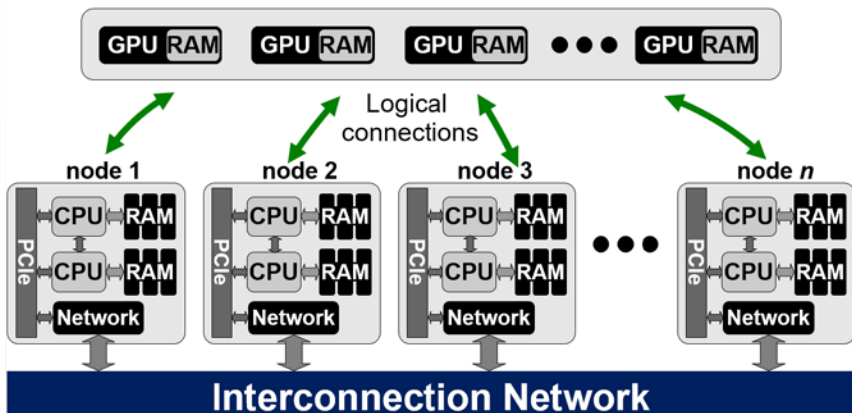 GPU RAM GPU RAM GPU RAM GPU RAM
Logical
connections
node 1 node 2 node 3 node n
PCIe CPU RAM PCIe CPU RAM PCIe CPU RAM PCIe CPU RAM
CPU RAM CPU RAM CPU RAM CPU RAM
Network Network Network Network
Interconnection Network